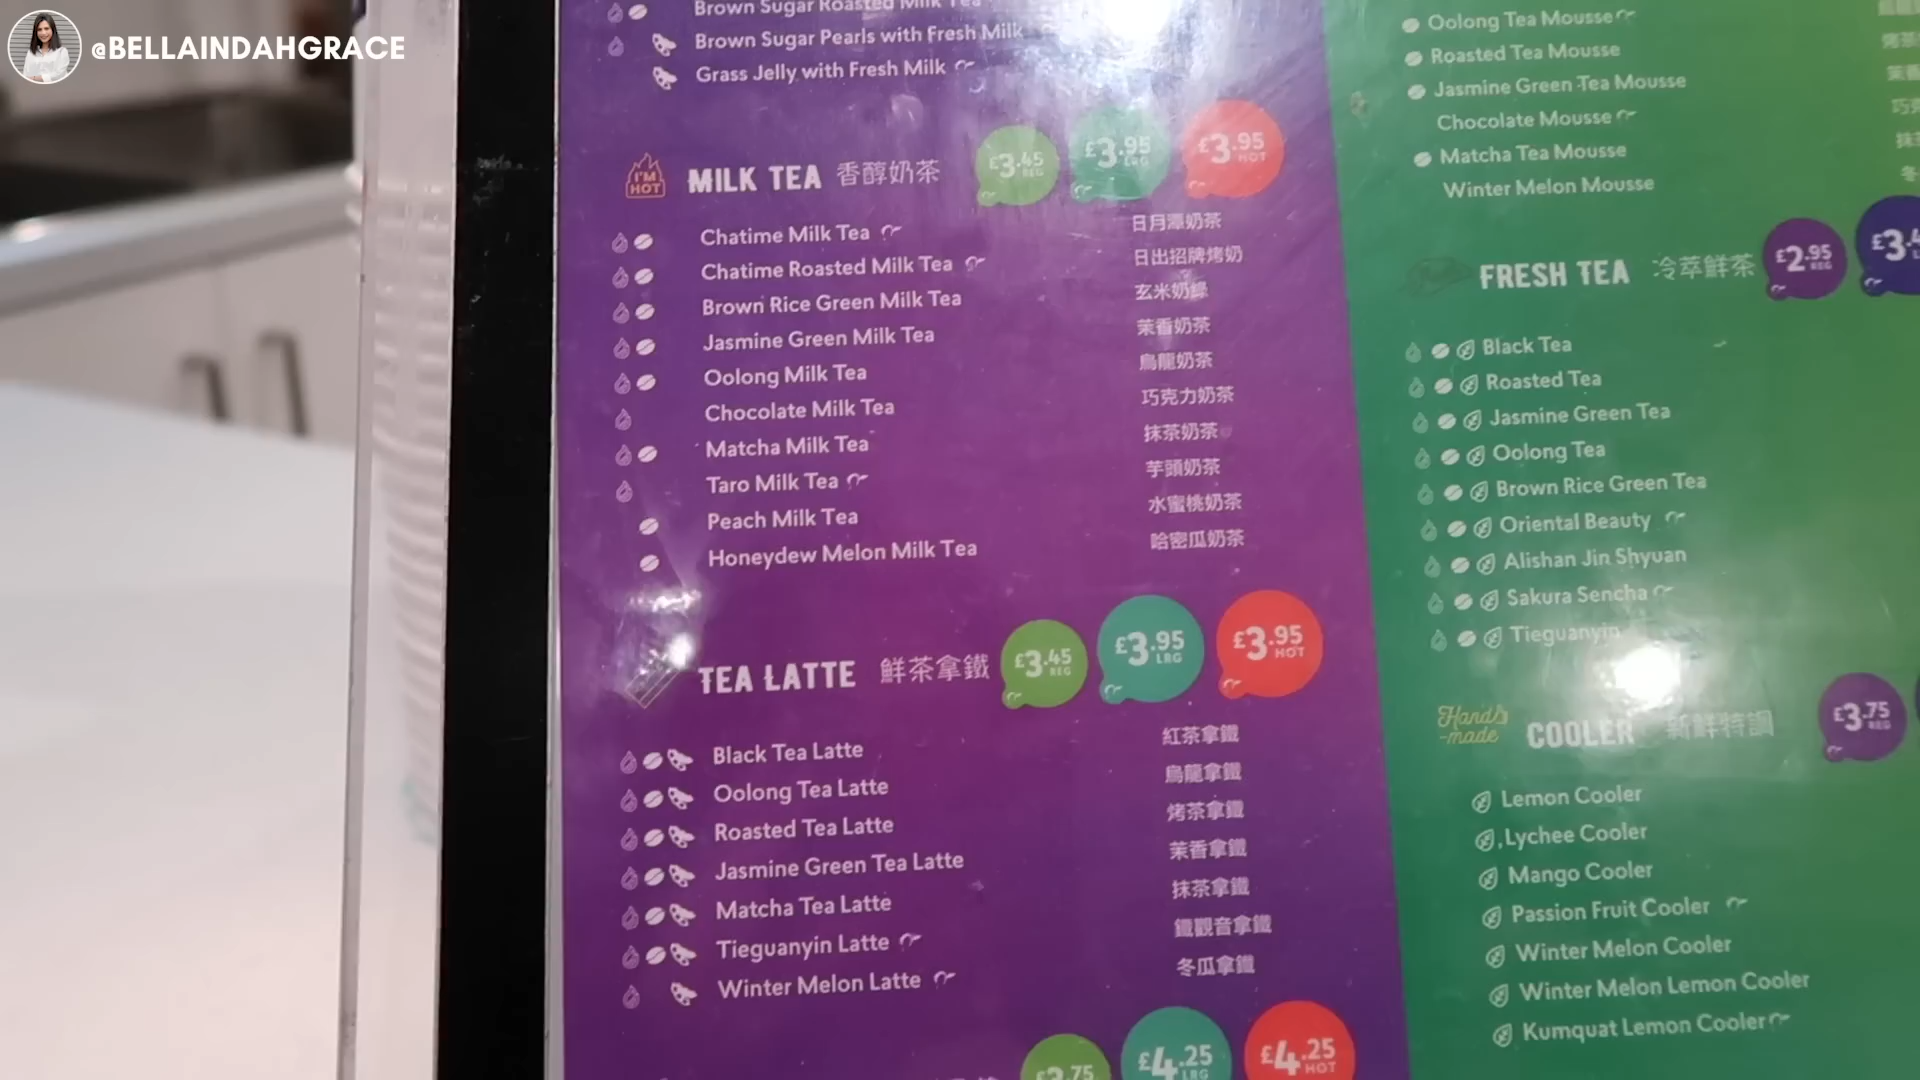 @BELLAINDAHGRACE
Brown Sugar Roasted Milk Tea
Brown Sugar Pearls with Fresh Milk
Grass Jelly with Fresh Milk
I'M HOT
MILK TEA 香醇奶茶 £3.45 REG £3.95 LRG £3.95 HOT
Chatime Milk Tea 日月潭奶茶
Chatime Roasted Milk Tea 日出招牌烤奶
Brown Rice Green Milk Tea 玄米奶綠
Jasmine Green Milk Tea 茉香奶茶
Oolong Milk Tea 烏龍奶茶
Chocolate Milk Tea 巧克力奶茶
Matcha Milk Tea 抹茶奶茶
Taro Milk Tea 芋頭奶茶
Peach Milk Tea 水蜜桃奶茶
Honeydew Melon Milk Tea 哈密瓜奶茶
TEA LATTE 鮮茶拿鐵 £3.45 REG £3.95 LRG £3.95 HOT
Black Tea Latte 紅茶拿鐵
Oolong Tea Latte 烏龍拿鐵
Roasted Tea Latte 烤茶拿鐵
Jasmine Green Tea Latte 茉香拿鐵
Matcha Tea Latte 抹茶拿鐵
Tieguanyin Latte 鐵觀音拿鐵
Winter Melon Latte 冬瓜拿鐵
£3.75 £4.25 LRG £4.25 HOT
Oolong Tea Mousse
Roasted Tea Mousse
Jasmine Green Tea Mousse
Chocolate Mousse
Matcha Tea Mousse
Winter Melon Mousse
FRESH TEA 冷萃鮮茶 £2.95 REG
Black Tea
Roasted Tea
Jasmine Green Tea
Oolong Tea
Brown Rice Green Tea
Oriental Beauty
Alishan Jin Shyuan
Sakura Sencha
Tieguanyin
Hand-made
COOLER 新鮮特調 £3.75 REG
Lemon Cooler
Lychee Cooler
Mango Cooler
Passion Fruit Cooler
Winter Melon Cooler
Winter Melon Lemon Cooler
Kumquat Lemon Cooler